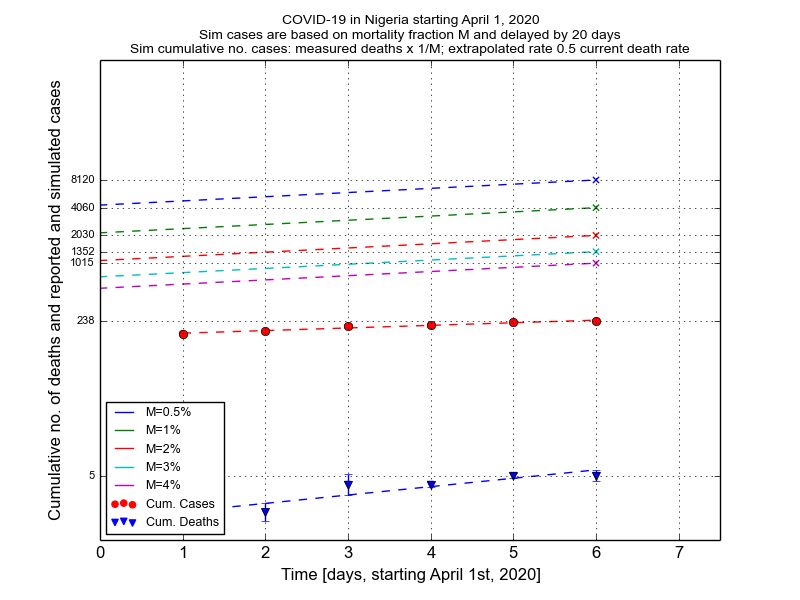 COVID-19 in Nigeria starting April 1, 2020
Sim cases are based on mortality fraction M and delayed by 20 days
Sim cumulative no. cases: measured deaths x 1/M; extrapolated rate 0.5 current death rate
Cumulative no. of deaths and reported and simulated cases
8120
4060
2030
1352
1015
238
5
M=0.5%
M=1%
M=2%
M=3%
M=4%
Cum. Cases
Cum. Deaths
0 1 2 3 4 5 6 7
Time [days, starting April 1st, 2020]